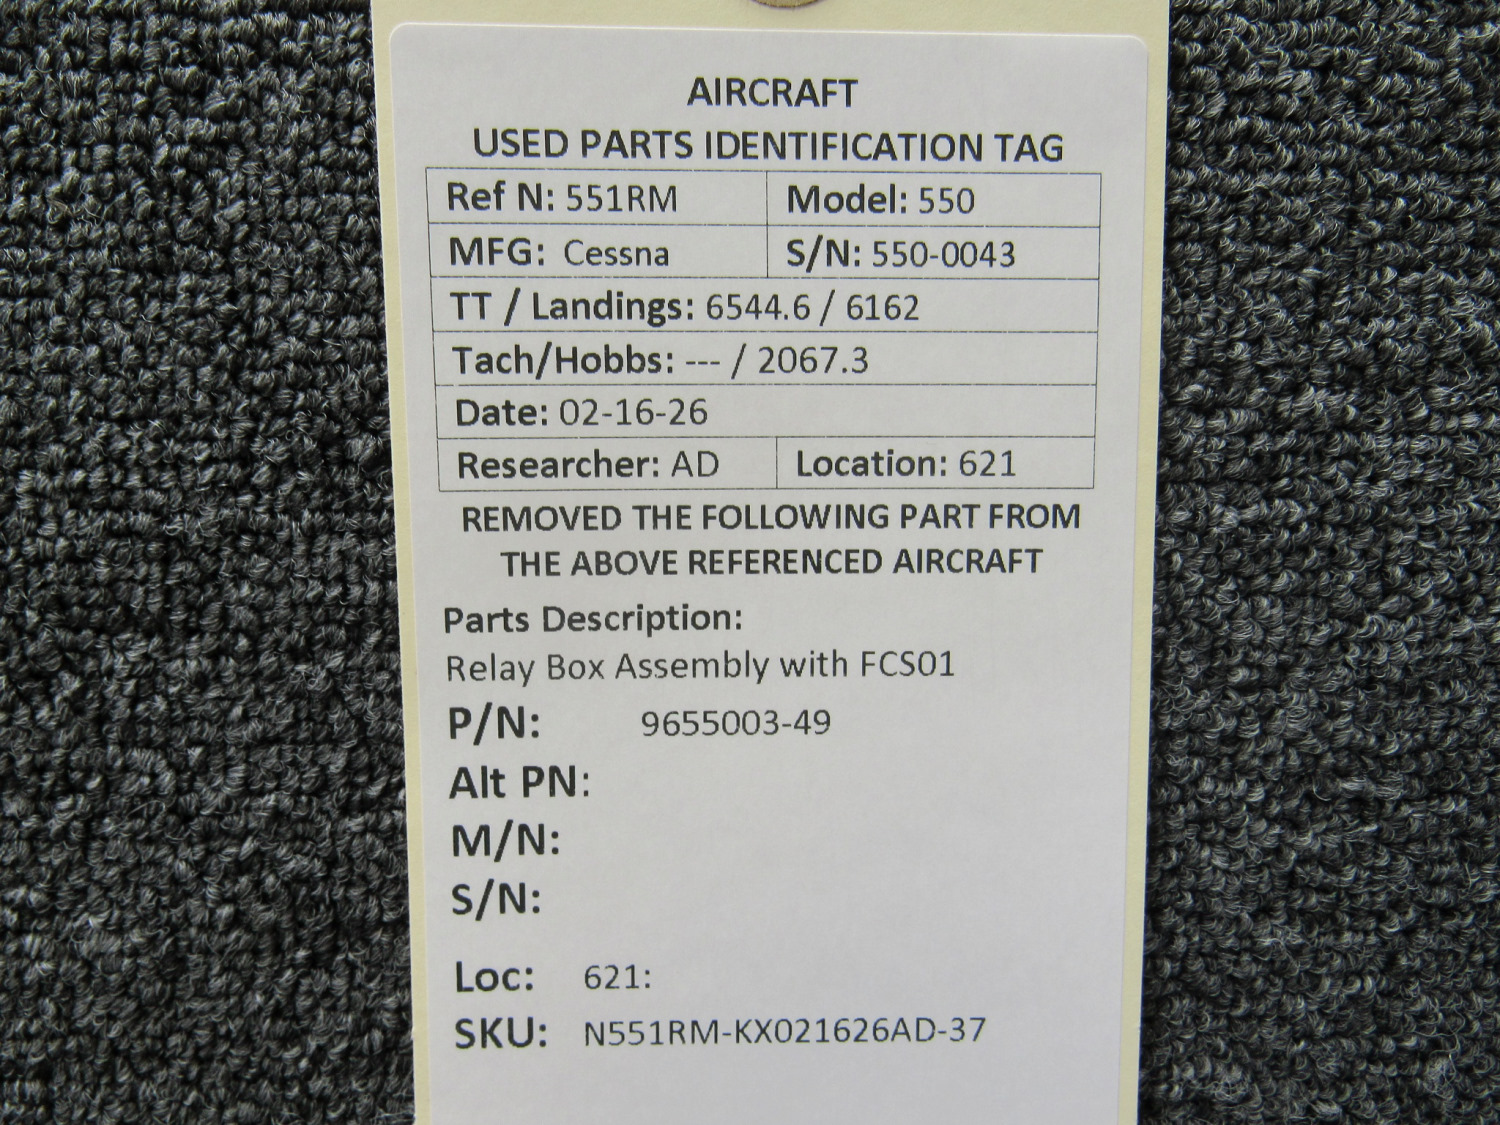 AIRCRAFT
USED PARTS IDENTIFICATION TAG
Ref N: 551RM Model: 550
MFG: Cessna S/N: 550-0043
TT / Landings: 6544.6 / 6162
Tach/Hobbs: --- / 2067.3
Date: 02-16-26
Researcher: AD Location: 621
REMOVED THE FOLLOWING PART FROM
THE ABOVE REFERENCED AIRCRAFT
Parts Description:
Relay Box Assembly with FCS01
P/N: 9655003-49
Alt PN:
M/N:
S/N:
Loc: 621:
SKU: N551RM-KX021626AD-37